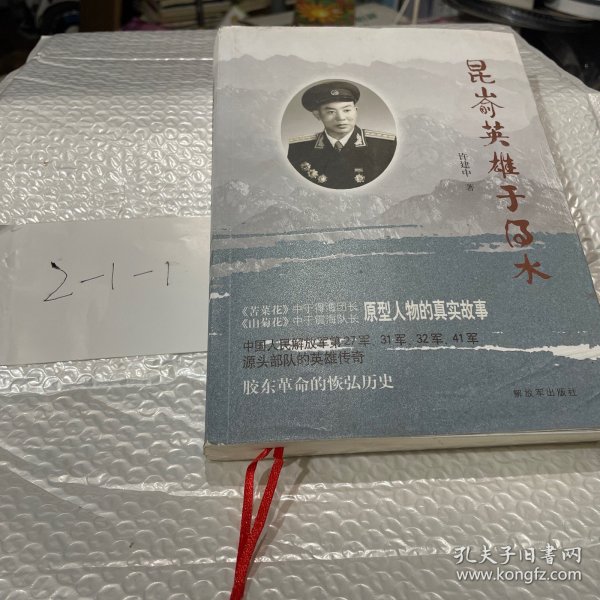 昆嵛英雄于得水
许建中 著
《苦菜花》中于得海团长
《山菊花》中于震海队长
原型人物的真实故事
中国人民解放军第27军、31军、32军、41军
源头部队的英雄传奇
胶东革命的恢弘历史
解放军出版社
2-1-1
孔夫子旧书网
www.kongfz.com